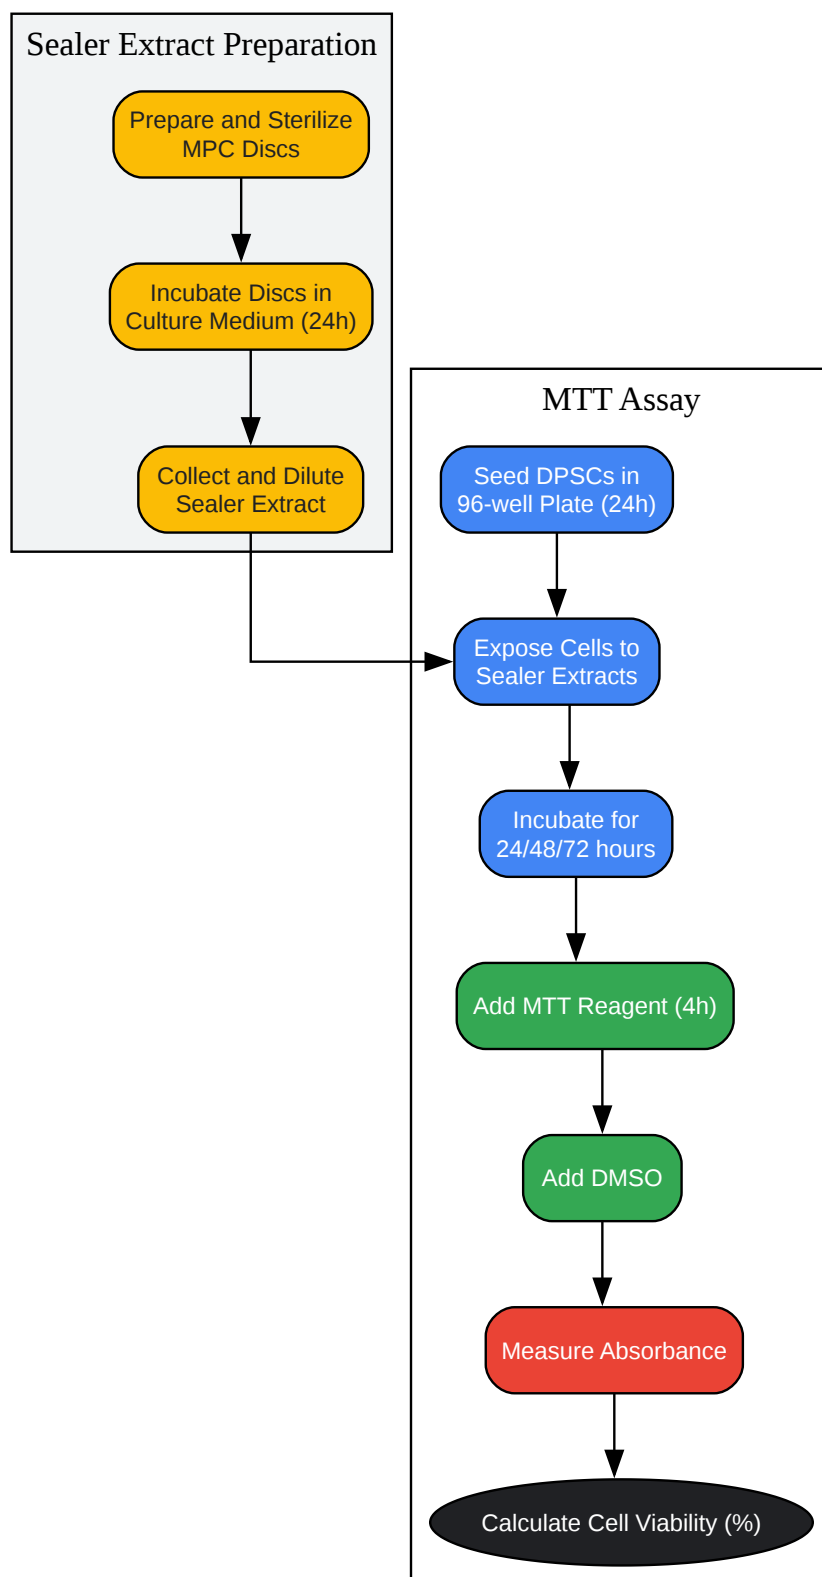 Sealer Extract Preparation
Prepare and Sterilize
MPC Discs
Incubate Discs in
Culture Medium (24h)
Collect and Dilute
Sealer Extract
MTT Assay
Seed DPSCs in
96-well Plate (24h)
Expose Cells to
Sealer Extracts
Incubate for
24/48/72 hours
Add MTT Reagent (4h)
Add DMSO
Measure Absorbance
Calculate Cell Viability (%)